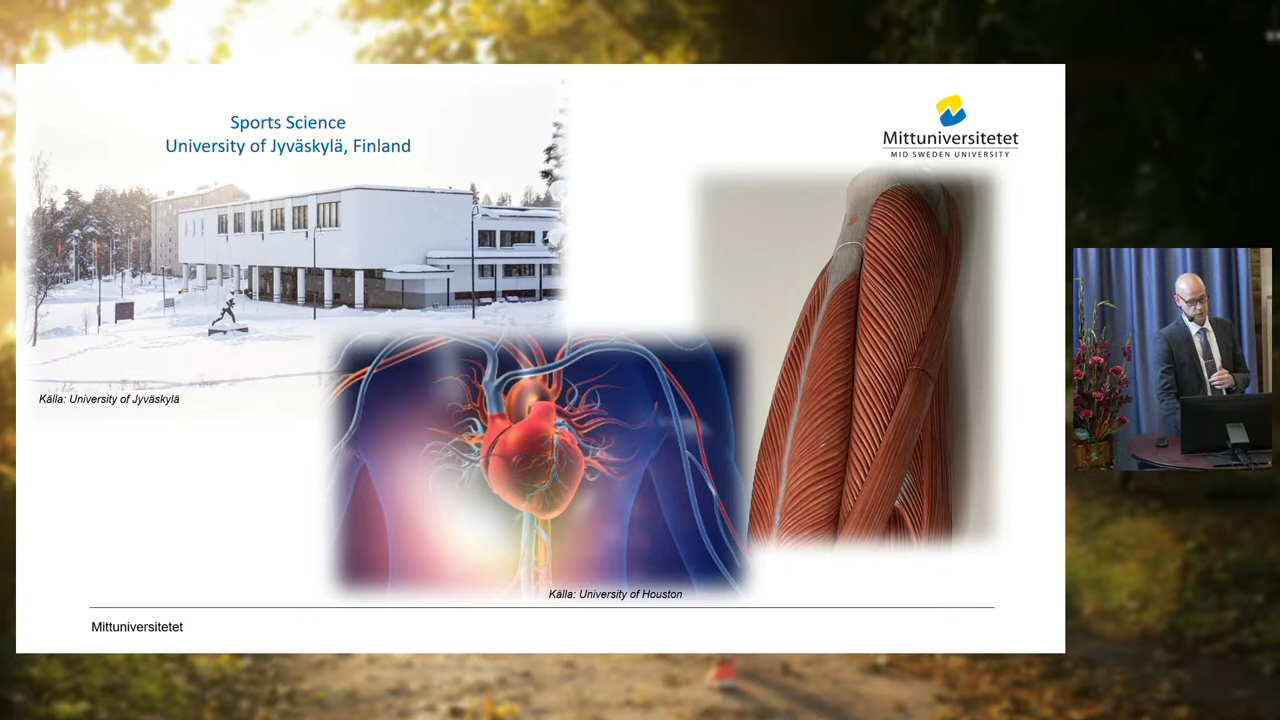 Sports Science
University of Jyväskylä, Finland
Mittuniversitetet
MID SWEDEN UNIVERSITY
Källa: University of Jyväskylä
Källa: University of Houston
Mittuniversitetet